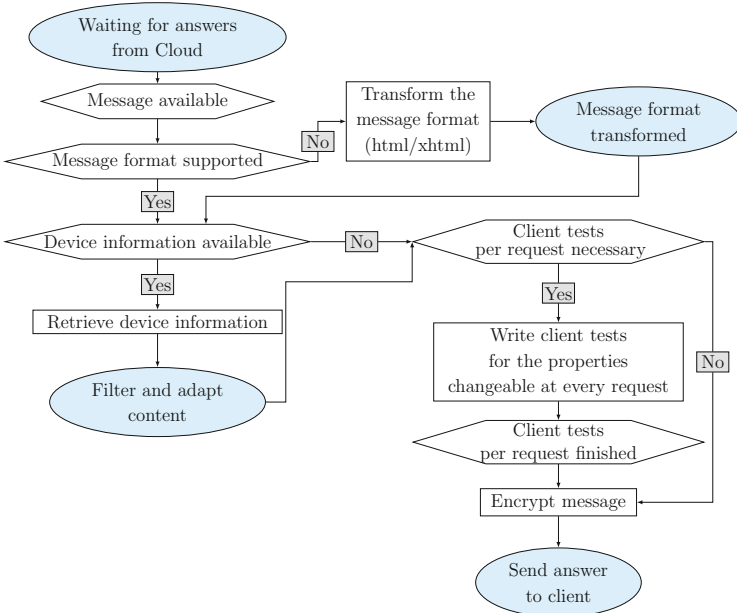 Waiting for answers
from Cloud
Message available
Message format supported
No
Transform the
message format
(html/xhtml)
Message format
transformed
Yes
Device information available
No
Client tests
per request necessary
Yes
Retrieve device information
Yes
Write client tests
for the properties
changeable at every request
No
Filter and adapt
content
Client tests
per request finished
Encrypt message
Send answer
to client